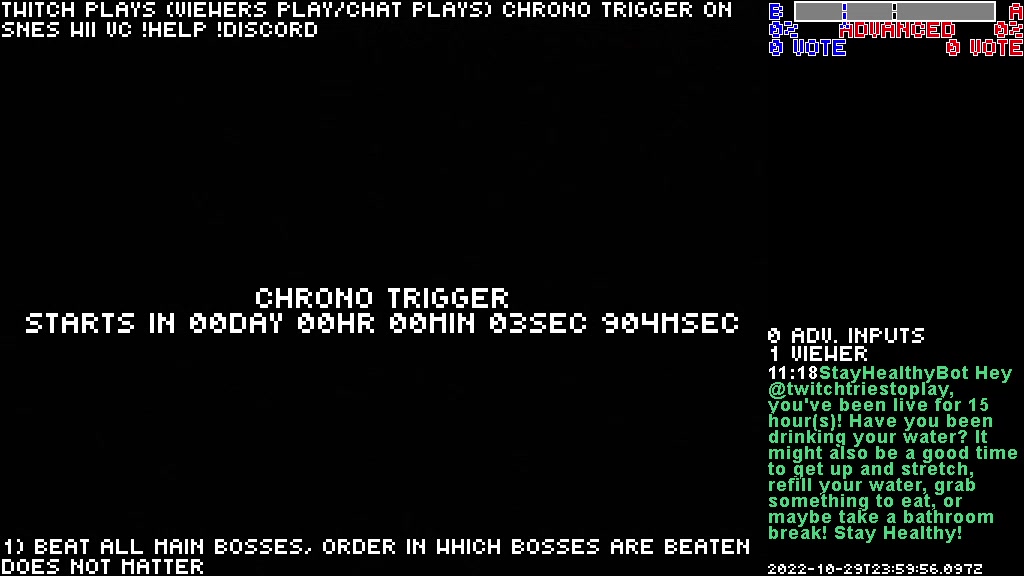 TWITCH PLAYS (VIEWERS PLAY/CHAT PLAYS) CHRONO TRIGGER ON
SNES WII VC !HELP !DISCORD
B A
0% ADVANCED 0%
0 VOTE 0 VOTE
CHRONO TRIGGER
STARTS IN 00DAY 00HR 00MIN 03SEC 904MSEC
0 ADV. INPUTS
1 VIEWER
11:18StayHealthyBot Hey
@twitchtriestoplay,
you've been live for 15
hour(s)! Have you been
drinking your water? It
might also be a good time
to get up and stretch,
refill your water, grab
something to eat, or
maybe take a bathroom
break! Stay Healthy!
1) BEAT ALL MAIN BOSSES, ORDER IN WHICH BOSSES ARE BEATEN
DOES NOT MATTER
2022-10-29T23:59:56.097Z